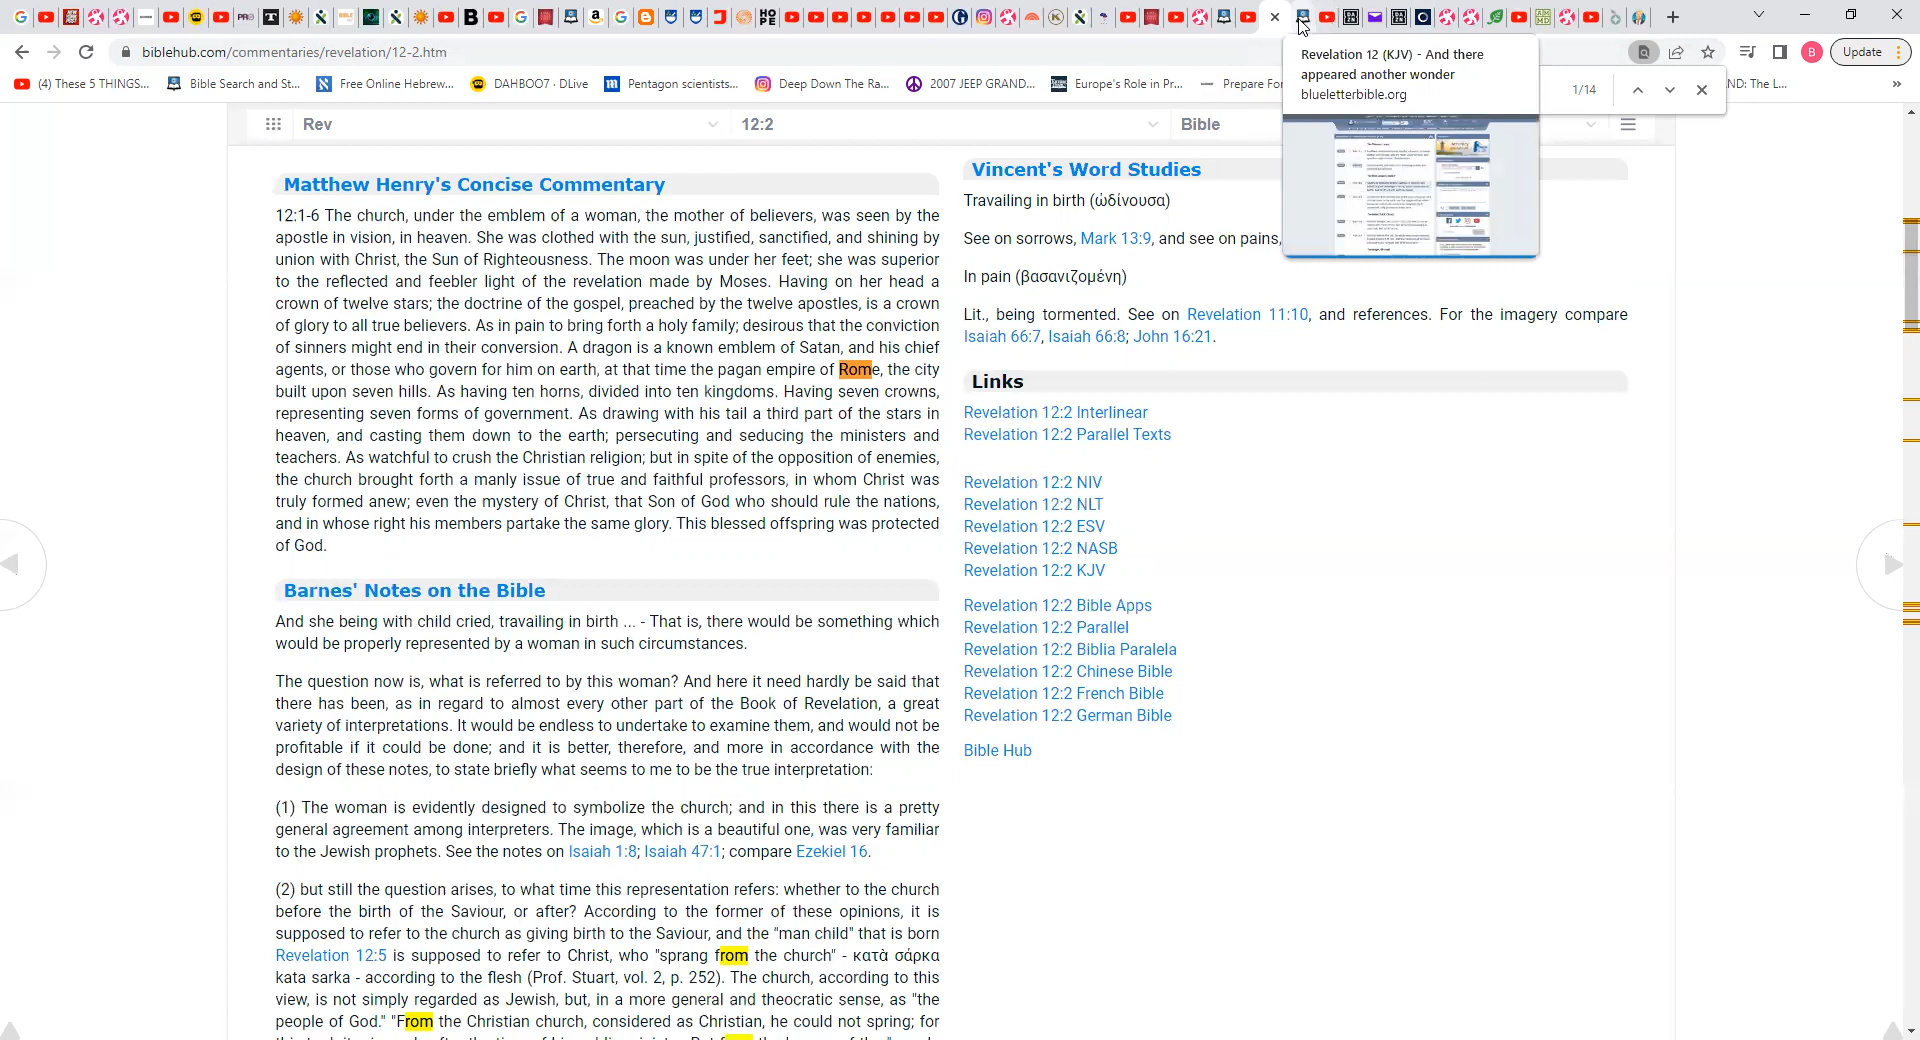 biblehub.com/commentaries/revelation/12-2.htm
Update
(4) These 5 THINGS...
Bible Search and St...
Free Online Hebrew...
DAHBOO7 · DLive
Pentagon scientists...
Deep Down The Ra...
2007 JEEP GRAND...
Europe's Role in Pr...
Prepare For
ND: The L...
Revelation 12 (KJV) - And there
appeared another wonder
blueletterbible.org
1/14
Rev
12:2
Bible
Matthew Henry's Concise Commentary
12:1-6 The church, under the emblem of a woman, the mother of believers, was seen by the
apostle in vision, in heaven. She was clothed with the sun, justified, sanctified, and shining by
union with Christ, the Sun of Righteousness. The moon was under her feet; she was superior
to the reflected and feebler light of the revelation made by Moses. Having on her head a
crown of twelve stars; the doctrine of the gospel, preached by the twelve apostles, is a crown
of glory to all true believers. As in pain to bring forth a holy family; desirous that the conviction
of sinners might end in their conversion. A dragon is a known emblem of Satan, and his chief
agents, or those who govern for him on earth, at that time the pagan empire of Rome, the city
built upon seven hills. As having ten horns, divided into ten kingdoms. Having seven crowns,
representing seven forms of government. As drawing with his tail a third part of the stars in
heaven, and casting them down to the earth; persecuting and seducing the ministers and
teachers. As watchful to crush the Christian religion; but in spite of the opposition of enemies,
the church brought forth a manly issue of true and faithful professors, in whom Christ was
truly formed anew; even the mystery of Christ, that Son of God who should rule the nations,
and in whose right his members partake the same glory. This blessed offspring was protected
of God.
Barnes' Notes on the Bible
And she being with child cried, travailing in birth ... - That is, there would be something which
would be properly represented by a woman in such circumstances.
The question now is, what is referred to by this woman? And here it need hardly be said that
there has been, as in regard to almost every other part of the Book of Revelation, a great
variety of interpretations. It would be endless to undertake to examine them, and would not be
profitable if it could be done; and it is better, therefore, and more in accordance with the
design of these notes, to state briefly what seems to me to be the true interpretation:
(1) The woman is evidently designed to symbolize the church; and in this there is a pretty
general agreement among interpreters. The image, which is a beautiful one, was very familiar
to the Jewish prophets. See the notes on Isaiah 1:8; Isaiah 47:1; compare Ezekiel 16.
(2) but still the question arises, to what time this representation refers: whether to the church
before the birth of the Saviour, or after? According to the former of these opinions, it is
supposed to refer to the church as giving birth to the Saviour, and the "man child" that is born
Revelation 12:5 is supposed to refer to Christ, who "sprang from the church" - κατὰ σάρκα
kata sarka - according to the flesh (Prof. Stuart, vol. 2, p. 252). The church, according to this
view, is not simply regarded as Jewish, but, in a more general and theocratic sense, as "the
people of God." "From the Christian church, considered as Christian, he could not spring; for
Vincent's Word Studies
Travailing in birth (ὠδίνουσα)
See on sorrows, Mark 13:9, and see on pains,
In pain (βασανιζομένη)
Lit., being tormented. See on Revelation 11:10, and references. For the imagery compare
Isaiah 66:7, Isaiah 66:8; John 16:21.
Links
Revelation 12:2 Interlinear
Revelation 12:2 Parallel Texts
Revelation 12:2 NIV
Revelation 12:2 NLT
Revelation 12:2 ESV
Revelation 12:2 NASB
Revelation 12:2 KJV
Revelation 12:2 Bible Apps
Revelation 12:2 Parallel
Revelation 12:2 Biblia Paralela
Revelation 12:2 Chinese Bible
Revelation 12:2 French Bible
Revelation 12:2 German Bible
Bible Hub